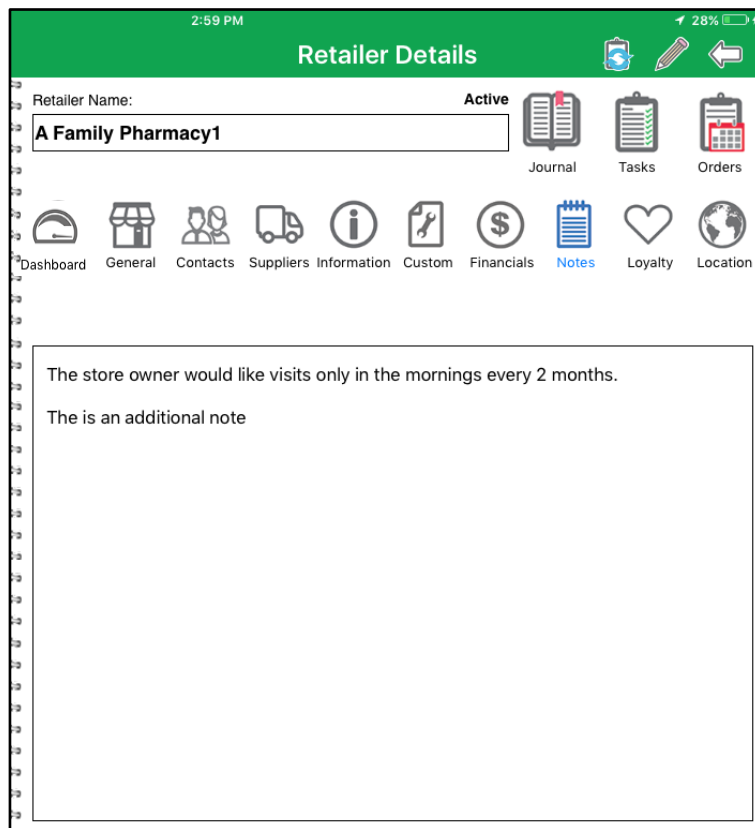 2:59 PM
28%
Retailer Details
Retailer Name:
Active
A Family Pharmacy1
Journal
Tasks
Orders
Dashboard
General
Contacts
Suppliers
Information
Custom
Financials
Notes
Loyalty
Location
The store owner would like visits only in the mornings every 2 months.
The is an additional note